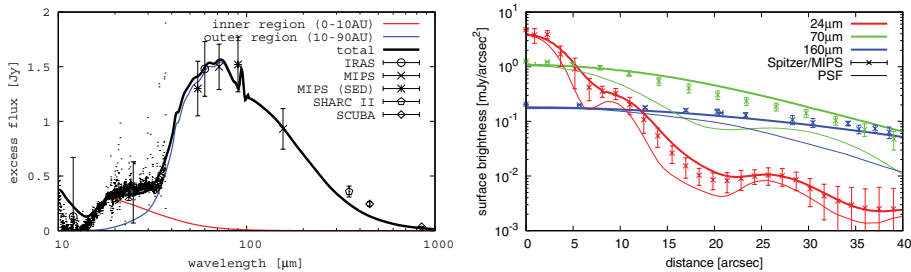 inner region (0-10AU)
outer region (10-90AU)
total
IRAS
MIPS
MIPS (SED)
SHARC II
SCUBA
excess flux [Jy]
2
1.5
1
0.5
0
10
100
1000
wavelength [μm]
24μm
70μm
160μm
Spitzer/MIPS
PSF
surface brightness [mJy/arcsec²]
10¹
10⁰
10⁻¹
10⁻²
10⁻³
0
5
10
15
20
25
30
35
40
distance [arcsec]